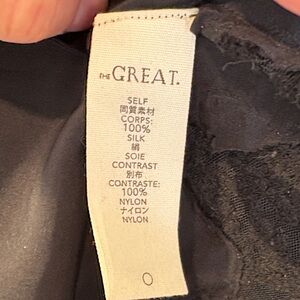 THE GREAT.
SELF
同質素材
CORPS:
100%
SILK
絹
SOIE
CONTRAST
別布
CONTRASTE:
100%
NYLON
ナイロン
NYLON
0